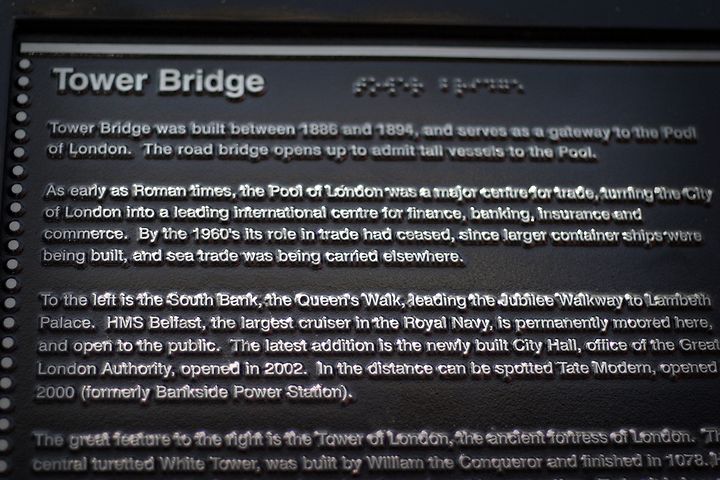 Tower Bridge
Tower Bridge was built between 1886 and 1894, and serves as a gateway to the Pool
of London. The road bridge opens up to admit tall vessels to the Pool.
As early as Roman times, the Pool of London was a major centre for trade, turning the City
of London into a leading international centre for finance, banking, insurance and
commerce. By the 1960's its role in trade had ceased, since larger container ships were
being built, and sea trade was being carried elsewhere.
To the left is the South Bank, the Queen's Walk, leading the Jubilee Walkway to Lambeth
Palace. HMS Belfast, the largest cruiser in the Royal Navy, is permanently moored here,
and open to the public. The latest addition is the newly built City Hall, office of the Great
London Authority, opened in 2002. In the distance can be spotted Tate Modern, opened
2000 (formerly Bankside Power Station).
The great feature to the right is the Tower of London, the ancient fortress of London.
central turretted White Tower, was built by William the Conqueror and finished in 1078.